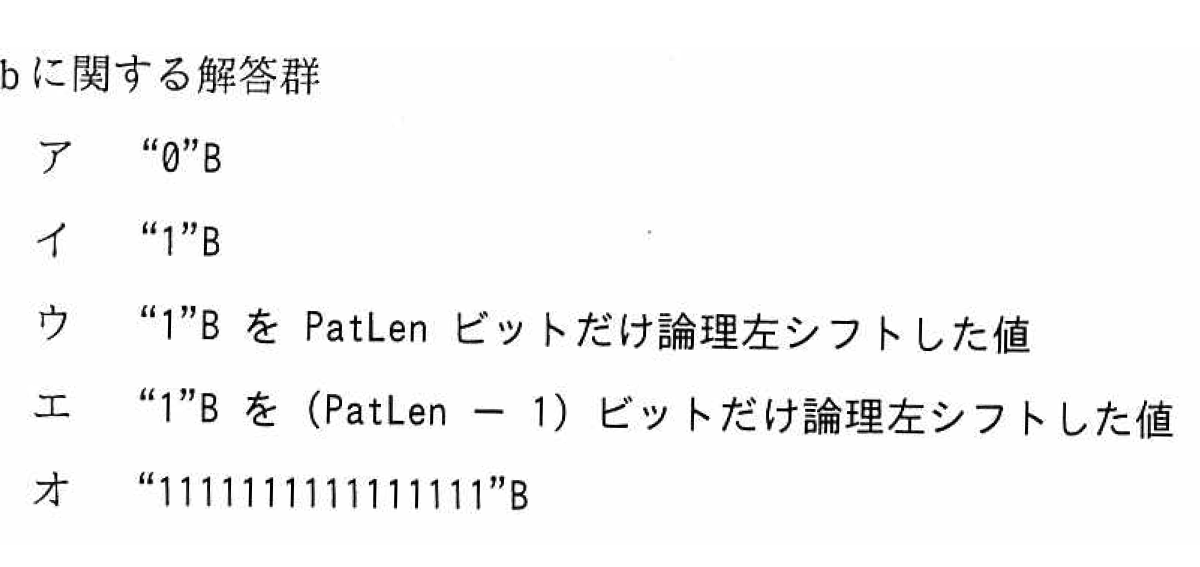 bに関する解答群
ア “0”B
イ “1”B
ウ “1”B を PatLen ビットだけ論理左シフトした値
エ “1”B を (PatLen － 1) ビットだけ論理左シフトした値
オ “1111111111111111”B